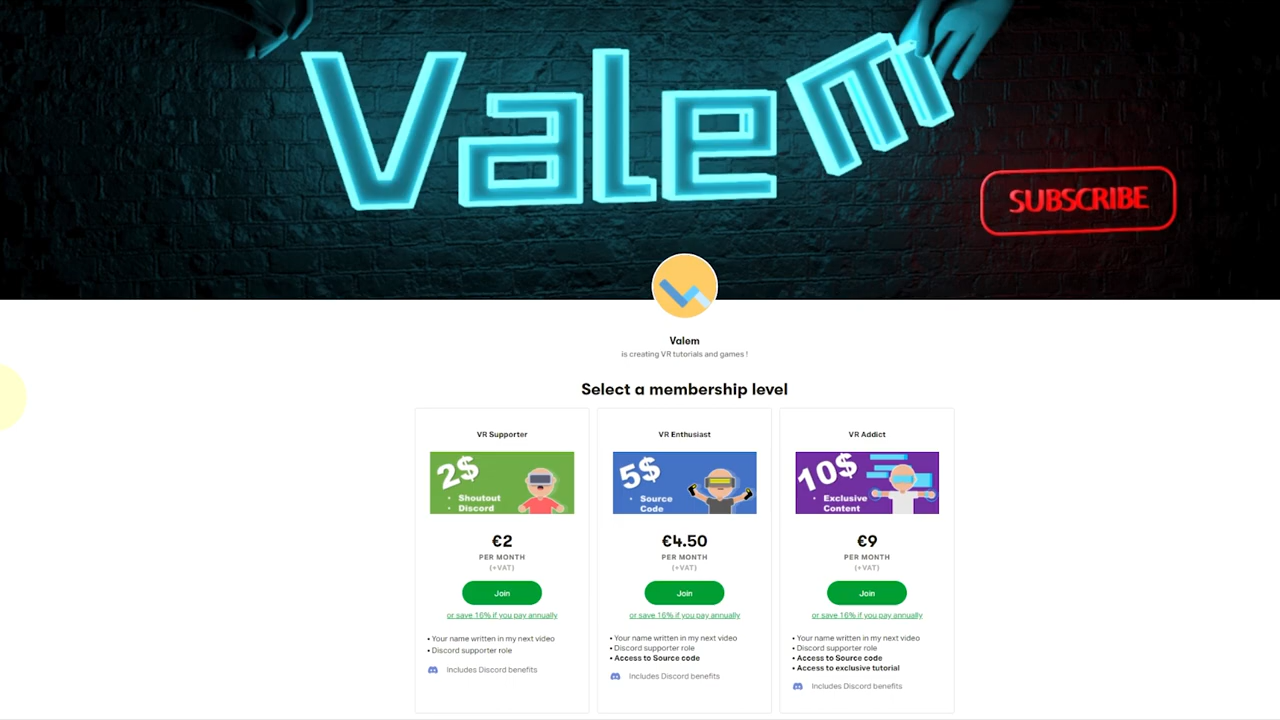 Valem
SUBSCRIBE
Valem
is creating VR tutorials and games !
Select a membership level
VR Supporter
2$
• Shoutout
• Discord
€2
PER MONTH
(+VAT)
Join
or save 16% if you pay annually
• Your name written in my next video
• Discord supporter role
Includes Discord benefits
VR Enthusiast
5$
• Source
Code
€4.50
PER MONTH
(+VAT)
Join
or save 16% if you pay annually
• Your name written in my next video
• Discord supporter role
• Access to Source code
Includes Discord benefits
VR Addict
10$
• Exclusive
Content
€9
PER MONTH
(+VAT)
Join
or save 16% if you pay annually
• Your name written in my next video
• Discord supporter role
• Access to Source code
• Access to exclusive tutorial
Includes Discord benefits